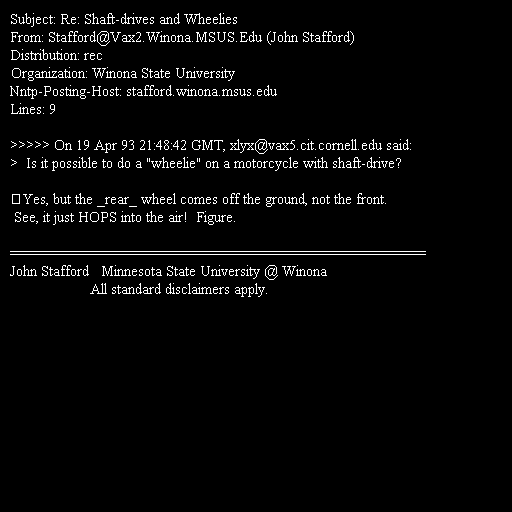 Subject: Re: Shaft-drives and Wheelies
From: Stafford@Vax2.Winona.MSUS.Edu (John Stafford)
Distribution: rec
Organization: Winona State University
Nntp-Posting-Host: stafford.winona.msus.edu
Lines: 9

>>>>> On 19 Apr 93 21:48:42 GMT, xlyx@vax5.cit.cornell.edu said:
>  Is it possible to do a "wheelie" on a motorcycle with shaft-drive?

□Yes, but the _rear_ wheel comes off the ground, not the front.
 See, it just HOPS into the air!  Figure.

====================================================
John Stafford   Minnesota State University @ Winona
                    All standard disclaimers apply.